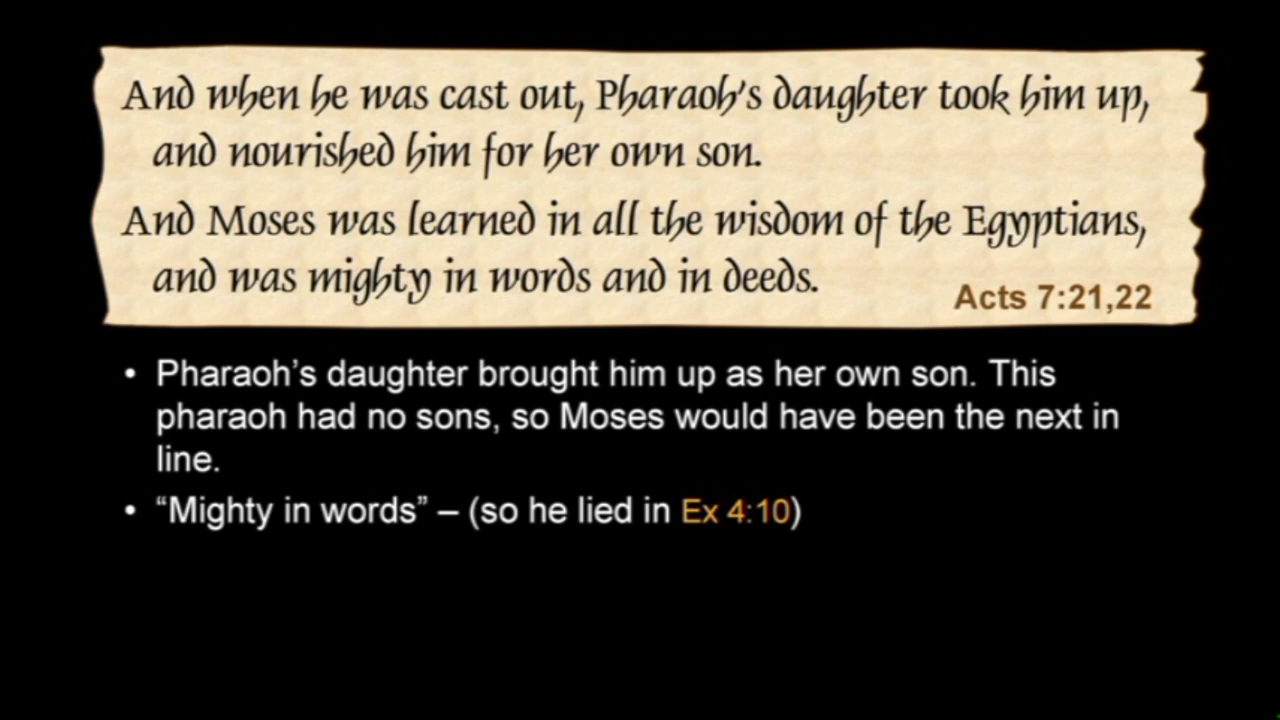 And when he was cast out, Pharaoh’s daughter took him up,
and nourished him for her own son.
And Moses was learned in all the wisdom of the Egyptians,
and was mighty in words and in deeds.
Acts 7:21,22
• Pharaoh’s daughter brought him up as her own son. This
pharaoh had no sons, so Moses would have been the next in
line.
• “Mighty in words” – (so he lied in Ex 4:10)